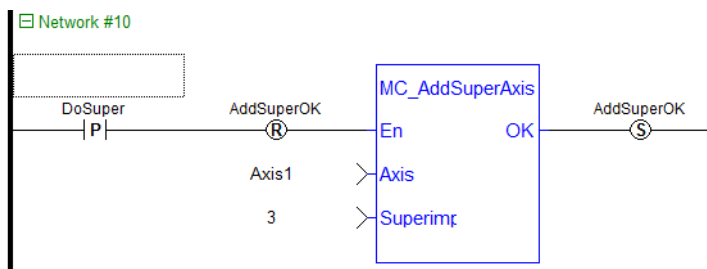 Network #10
MC_AddSuperAxis
DoSuper AddSuperOK AddSuperOK
P R En OK S
Axis1 Axis
3 Superimp